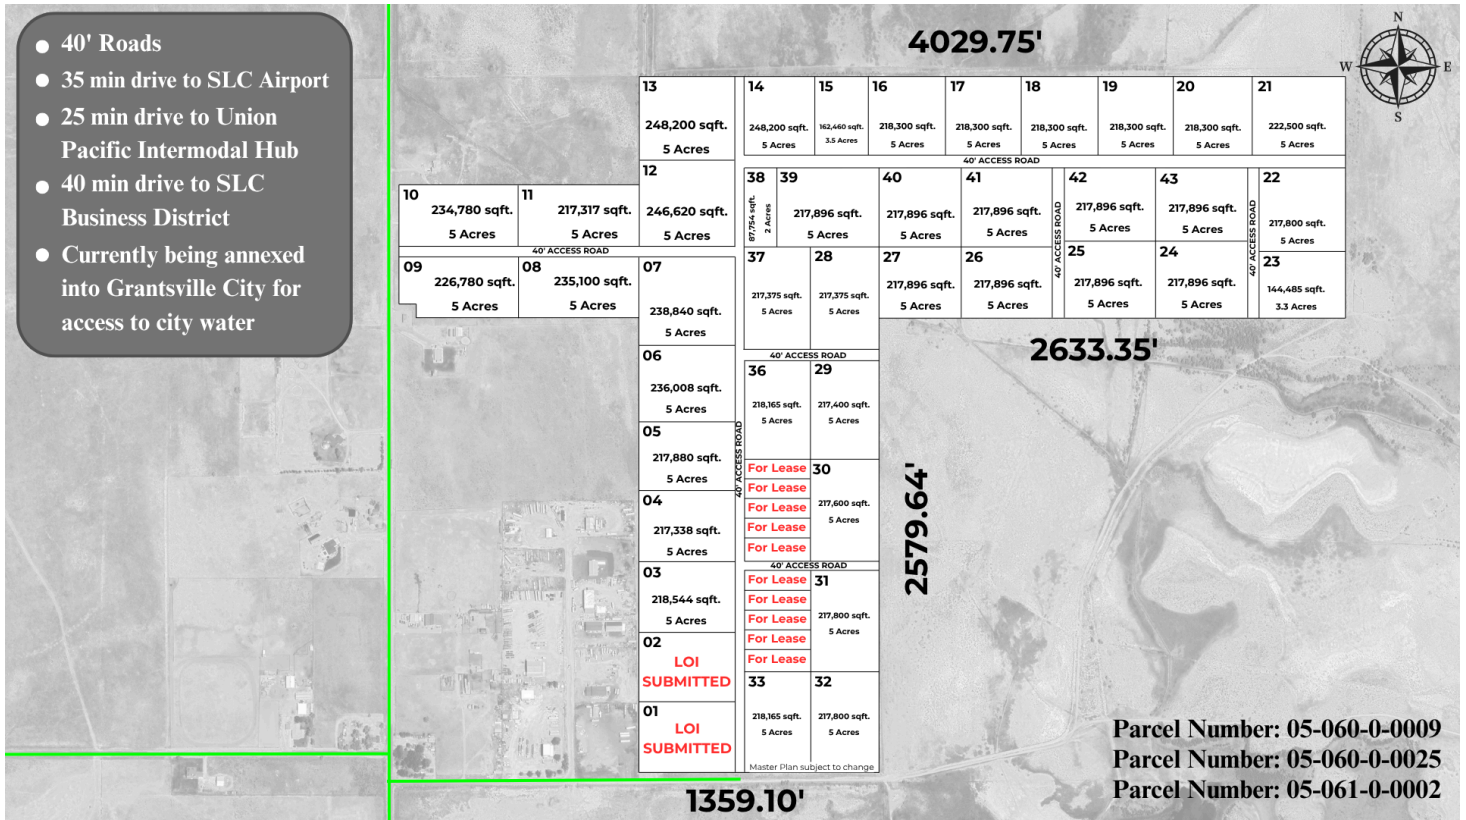 40' Roads
35 min drive to SLC Airport
25 min drive to Union
Pacific Intermodal Hub
40 min drive to SLC
Business District
Currently being annexed
into Grantsville City for
access to city water
4029.75'
N
W
E
S
13
248,200 sqft.
5 Acres
14
248,200 sqft.
5 Acres
15
162,460 sqft.
3.5 Acres
16
218,300 sqft.
5 Acres
17
218,300 sqft.
5 Acres
18
218,300 sqft.
5 Acres
19
218,300 sqft.
5 Acres
20
218,300 sqft.
5 Acres
21
222,500 sqft.
5 Acres
40' ACCESS ROAD
12
246,620 sqft.
5 Acres
10
234,780 sqft.
5 Acres
11
217,317 sqft.
5 Acres
40' ACCESS ROAD
38
87,754 sqft.
2 Acres
39
217,896 sqft.
5 Acres
40
217,896 sqft.
5 Acres
41
217,896 sqft.
5 Acres
40' ACCESS ROAD
42
217,896 sqft.
5 Acres
43
217,896 sqft.
5 Acres
40' ACCESS ROAD
22
217,800 sqft.
5 Acres
09
226,780 sqft.
5 Acres
08
235,100 sqft.
5 Acres
07
238,840 sqft.
5 Acres
37
217,375 sqft.
5 Acres
28
217,375 sqft.
5 Acres
27
217,896 sqft.
5 Acres
26
217,896 sqft.
5 Acres
25
217,896 sqft.
5 Acres
24
217,896 sqft.
5 Acres
23
144,485 sqft.
3.3 Acres
2633.35'
40' ACCESS ROAD
06
236,008 sqft.
5 Acres
36
218,165 sqft.
5 Acres
29
217,400 sqft.
5 Acres
05
217,880 sqft.
5 Acres
40' ACCESS ROAD
For Lease
For Lease
For Lease
For Lease
For Lease
30
217,600 sqft.
5 Acres
2579.64'
04
217,338 sqft.
5 Acres
40' ACCESS ROAD
03
218,544 sqft.
5 Acres
For Lease
For Lease
For Lease
For Lease
For Lease
31
217,800 sqft.
5 Acres
02
LOI
SUBMITTED
01
LOI
SUBMITTED
33
218,165 sqft.
5 Acres
32
217,800 sqft.
5 Acres
Master Plan subject to change
1359.10'
Parcel Number: 05-060-0-0009
Parcel Number: 05-060-0-0025
Parcel Number: 05-061-0-0002